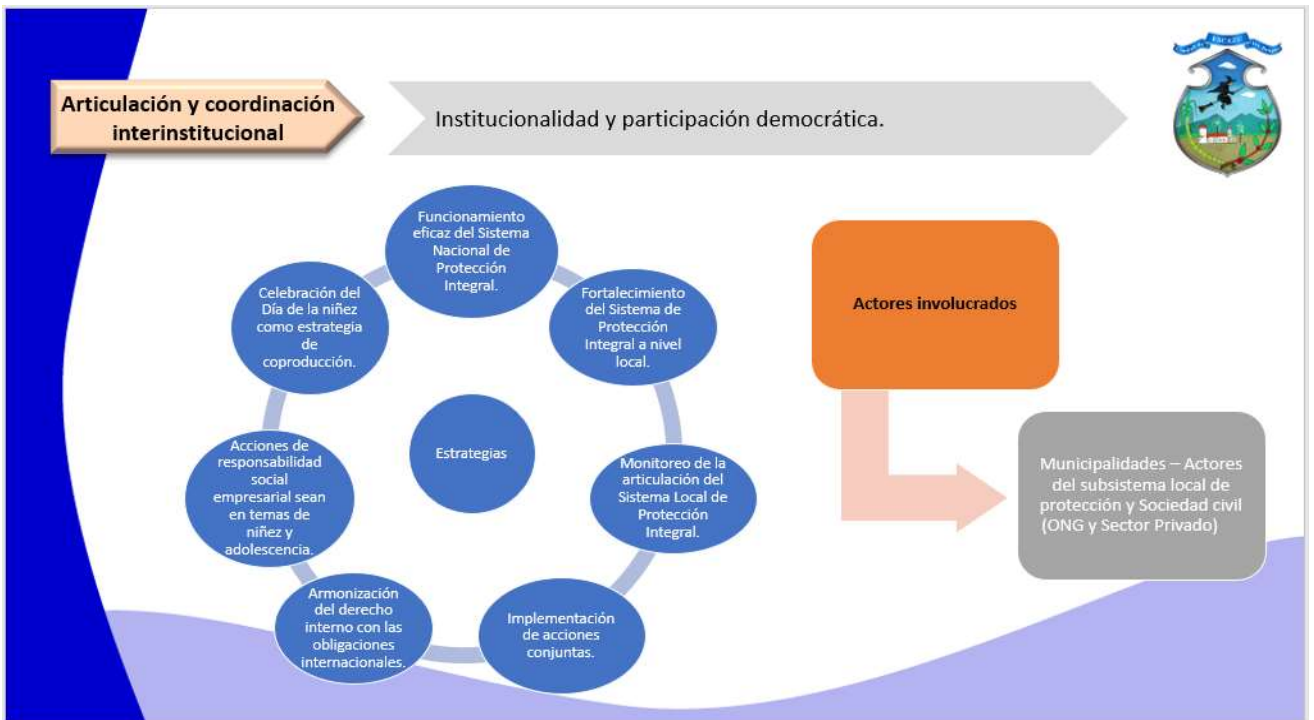 Articulación y coordinación
interinstitucional
Institucionalidad y participación democrática.
ESCAZÚ
Funcionamiento
eficaz del Sistema
Nacional de
Protección
Integral.
Fortalecimiento
del Sistema de
Protección
Integral a nivel
local.
Monitoreo de la
articulación del
Sistema Local de
Protección
Integral.
Implementación
de acciones
conjuntas.
Armonización
del derecho
interno con las
obligaciones
internacionales.
Acciones de
responsabilidad
social
empresarial sean
en temas de
niñez y
adolescencia.
Celebración del
Día de la niñez
como estrategia
de
coproducción.
Estrategias
Actores involucrados
Municipalidades – Actores
del subsistema local de
protección y Sociedad civil
(ONG y Sector Privado)